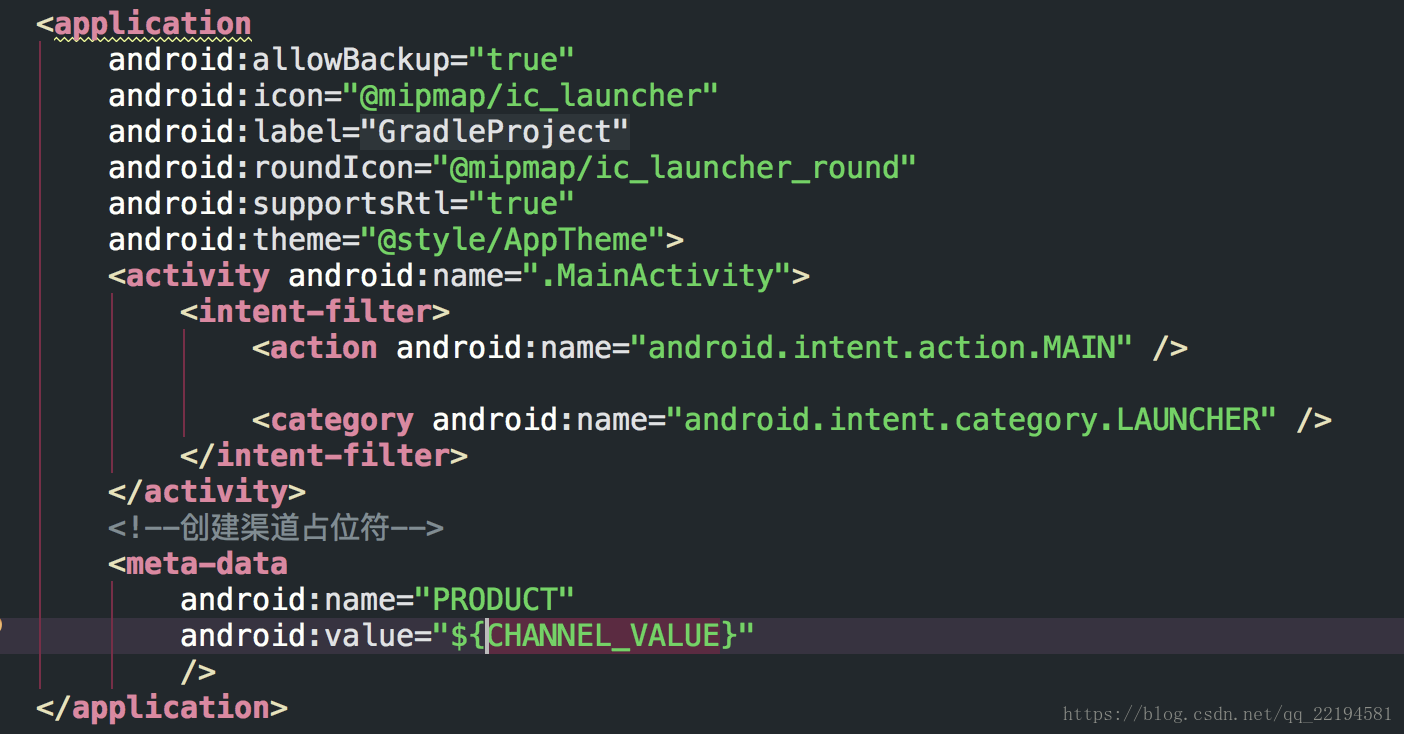 <application
android:allowBackup="true"
android:icon="@mipmap/ic_launcher"
android:label="GradleProject"
android:roundIcon="@mipmap/ic_launcher_round"
android:supportsRtl="true"
android:theme="@style/AppTheme">
<activity android:name=".MainActivity">
<intent-filter>
<action android:name="android.intent.action.MAIN" />
<category android:name="android.intent.category.LAUNCHER" />
</intent-filter>
</activity>
<!--创建渠道占位符-->
<meta-data
android:name="PRODUCT"
android:value="${CHANNEL_VALUE}"
/>
</application>
https://blog.csdn.net/qq_22194581